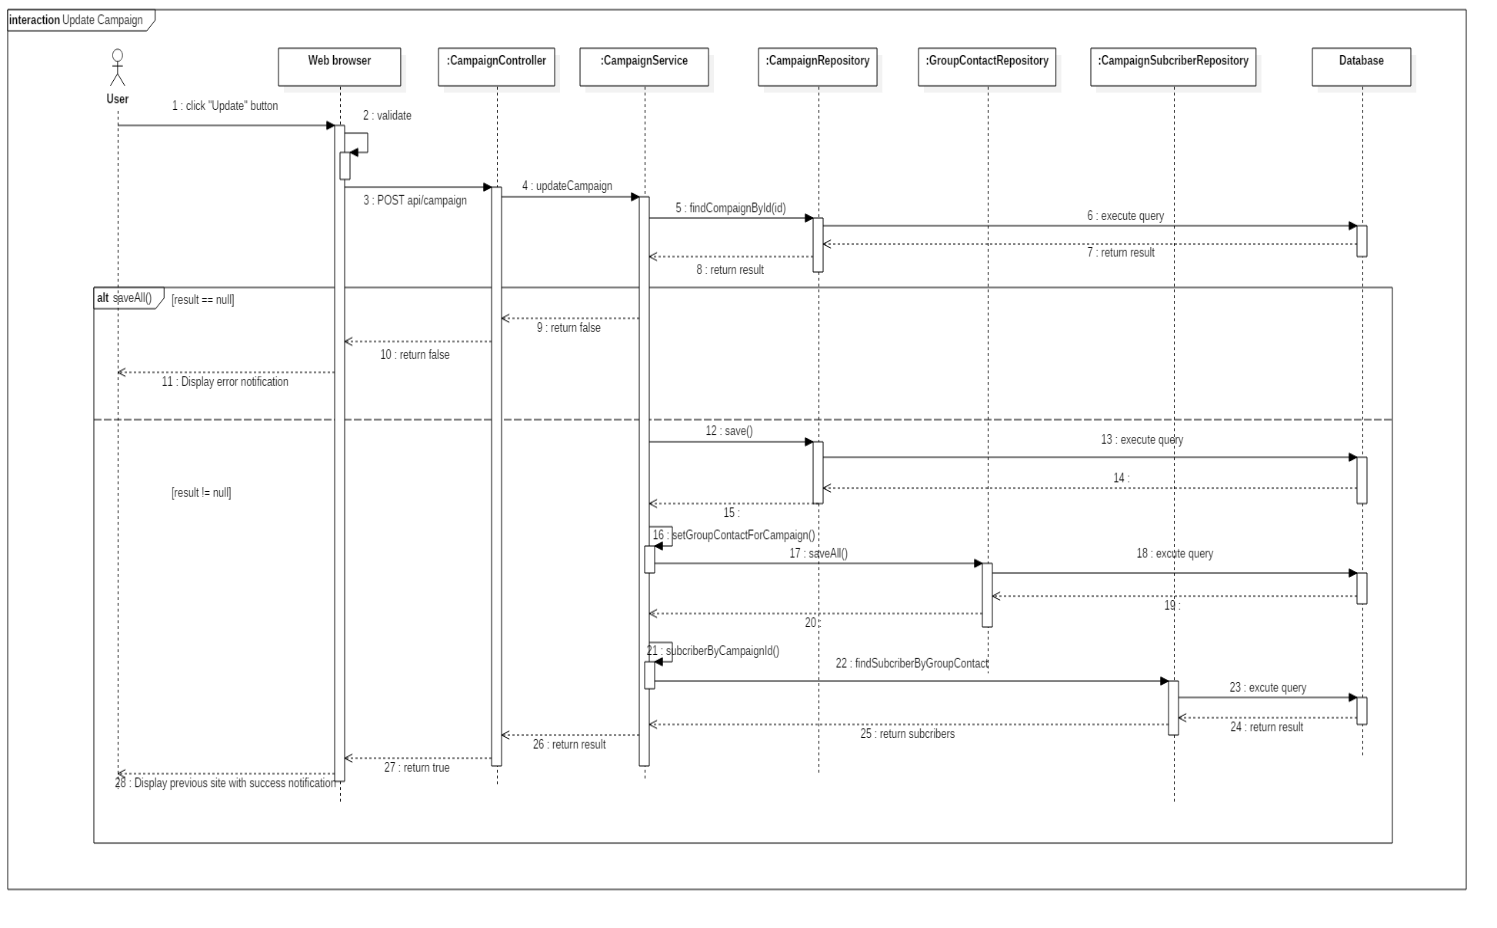 interaction Update Campaign
User
Web browser
:CampaignController
:CampaignService
:CampaignRepository
:GroupContactRepository
:CampaignSubcriberRepository
Database
1 : click "Update" button
2 : validate
3 : POST api/campaign
4 : updateCampaign
5 : findCompaignById(id)
6 : execute query
7 : return result
8 : return result
alt saveAll()
[result == null]
9 : return false
10 : return false
11 : Display error notification
12 : save()
13 : execute query
14 :
[result != null]
15 :
16 : setGroupContactForCampaign()
17 : saveAll()
18 : excute query
19 :
20 :
21 : subcriberByCampaignId()
22 : findSubcriberByGroupContact
23 : excute query
24 : return result
25 : return subcribers
26 : return result
27 : return true
28 : Display previous site with success notification